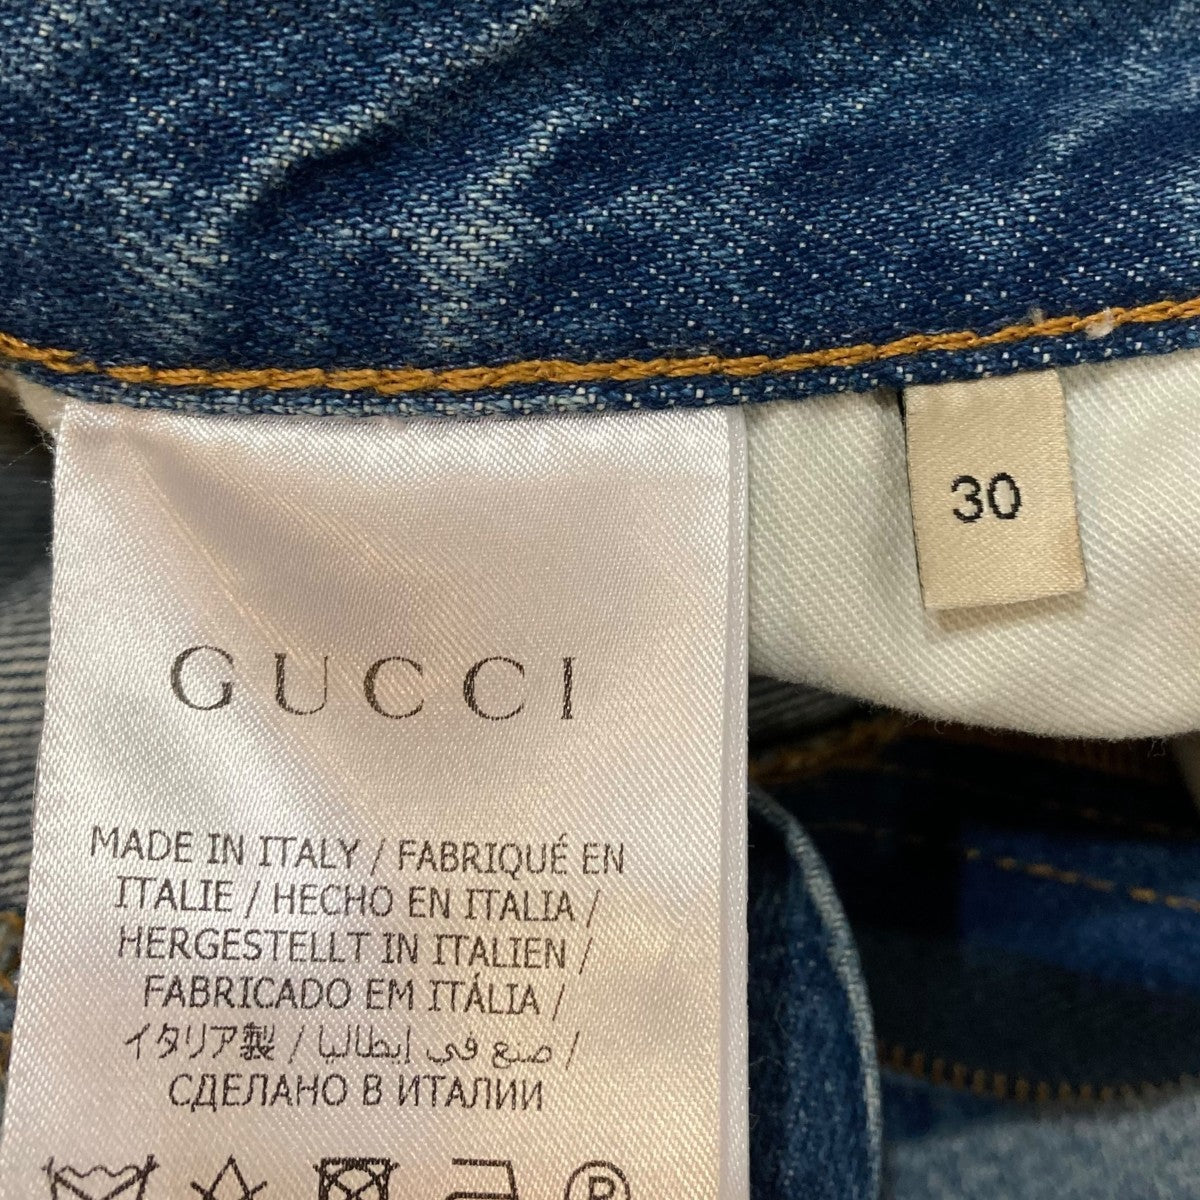 30
GUCCI
MADE IN ITALY / FABRIQUÉ EN
ITALIE / HECHO EN ITALIA /
HERGESTELLT IN ITALIEN /
FABRICADO EM ITÁLIA /
イタリア製 / صنع في إيطاليا /
СДЕЛАНО В ИТАЛИИ
P